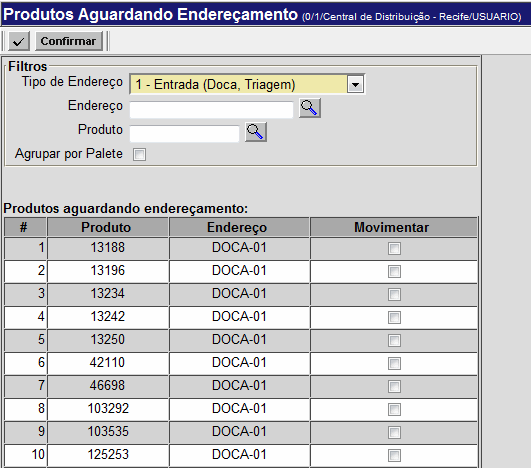 Produtos Aguardando Endereçamento (0/1/Central de Distribuição - Recife/USUARIO)
Confirmar
Filtros
Tipo de Endereço 1 - Entrada (Doca, Triagem)
Endereço
Produto
Agrupar por Palete
Produtos aguardando endereçamento:
# Produto Endereço Movimentar
1 13188 DOCA-01
2 13196 DOCA-01
3 13234 DOCA-01
4 13242 DOCA-01
5 13250 DOCA-01
6 42110 DOCA-01
7 46698 DOCA-01
8 103292 DOCA-01
9 103535 DOCA-01
10 125253 DOCA-01